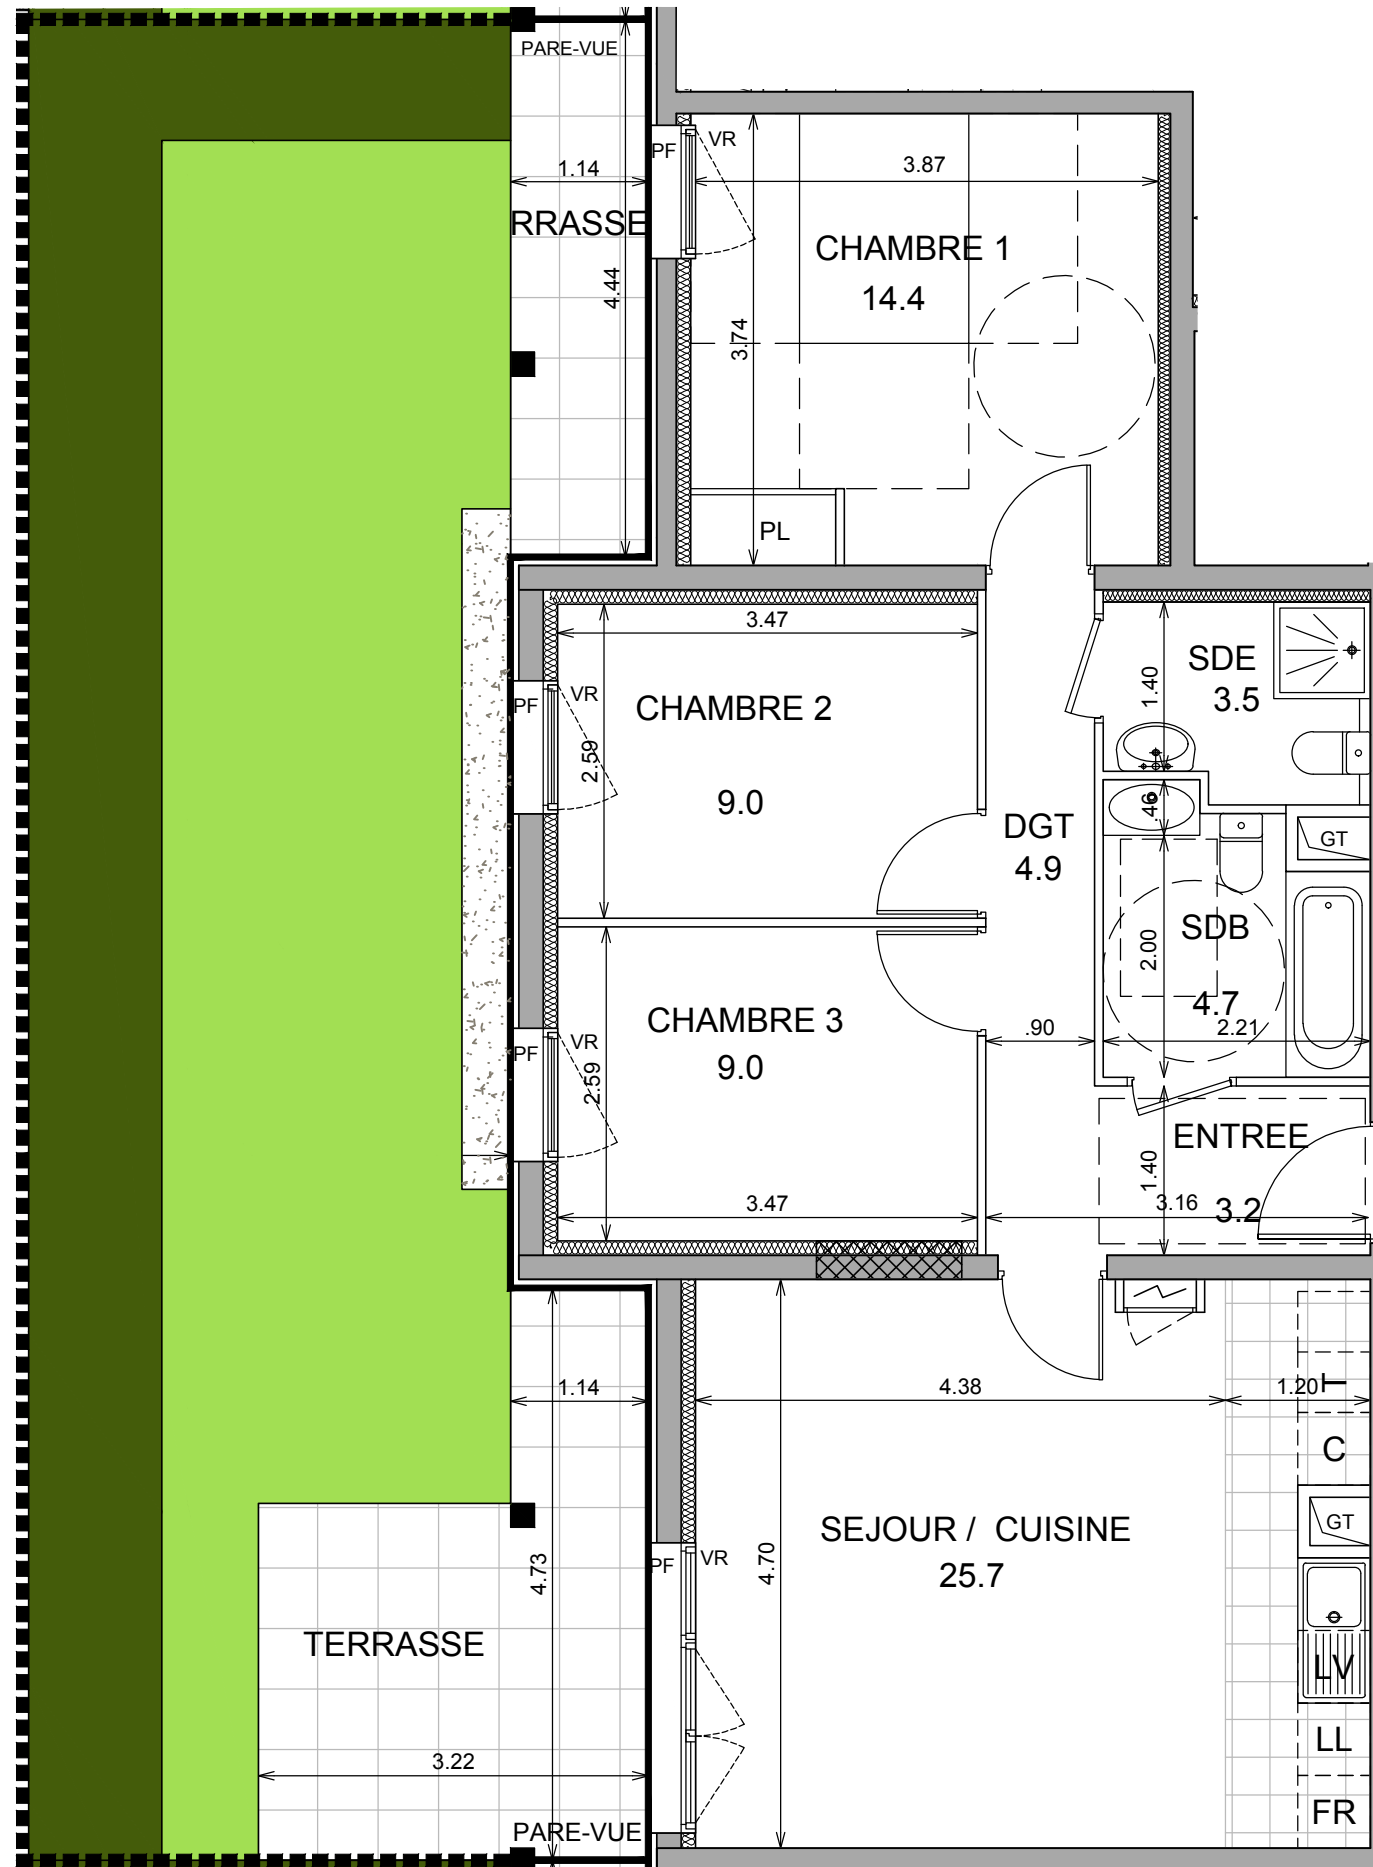 PARE-VUE
1.14
RRASSE
4.44
PF
VR
3.87
CHAMBRE 1
14.4
3.74
PL
3.47
VR
PF
CHAMBRE 2
2.59
9.0
SDE
3.5
1.40
.46
DGT
4.9
GT
SDB
2.00
4.7
2.21
CHAMBRE 3
9.0
VR
PF
2.59
.90
3.47
ENTREE
1.40
3.16
3.2
1.14
4.38
1.20
T
C
GT
SEJOUR / CUISINE
25.7
PF
VR
4.73
4.70
TERRASSE
LV
LL
3.22
FR
PARE-VUE